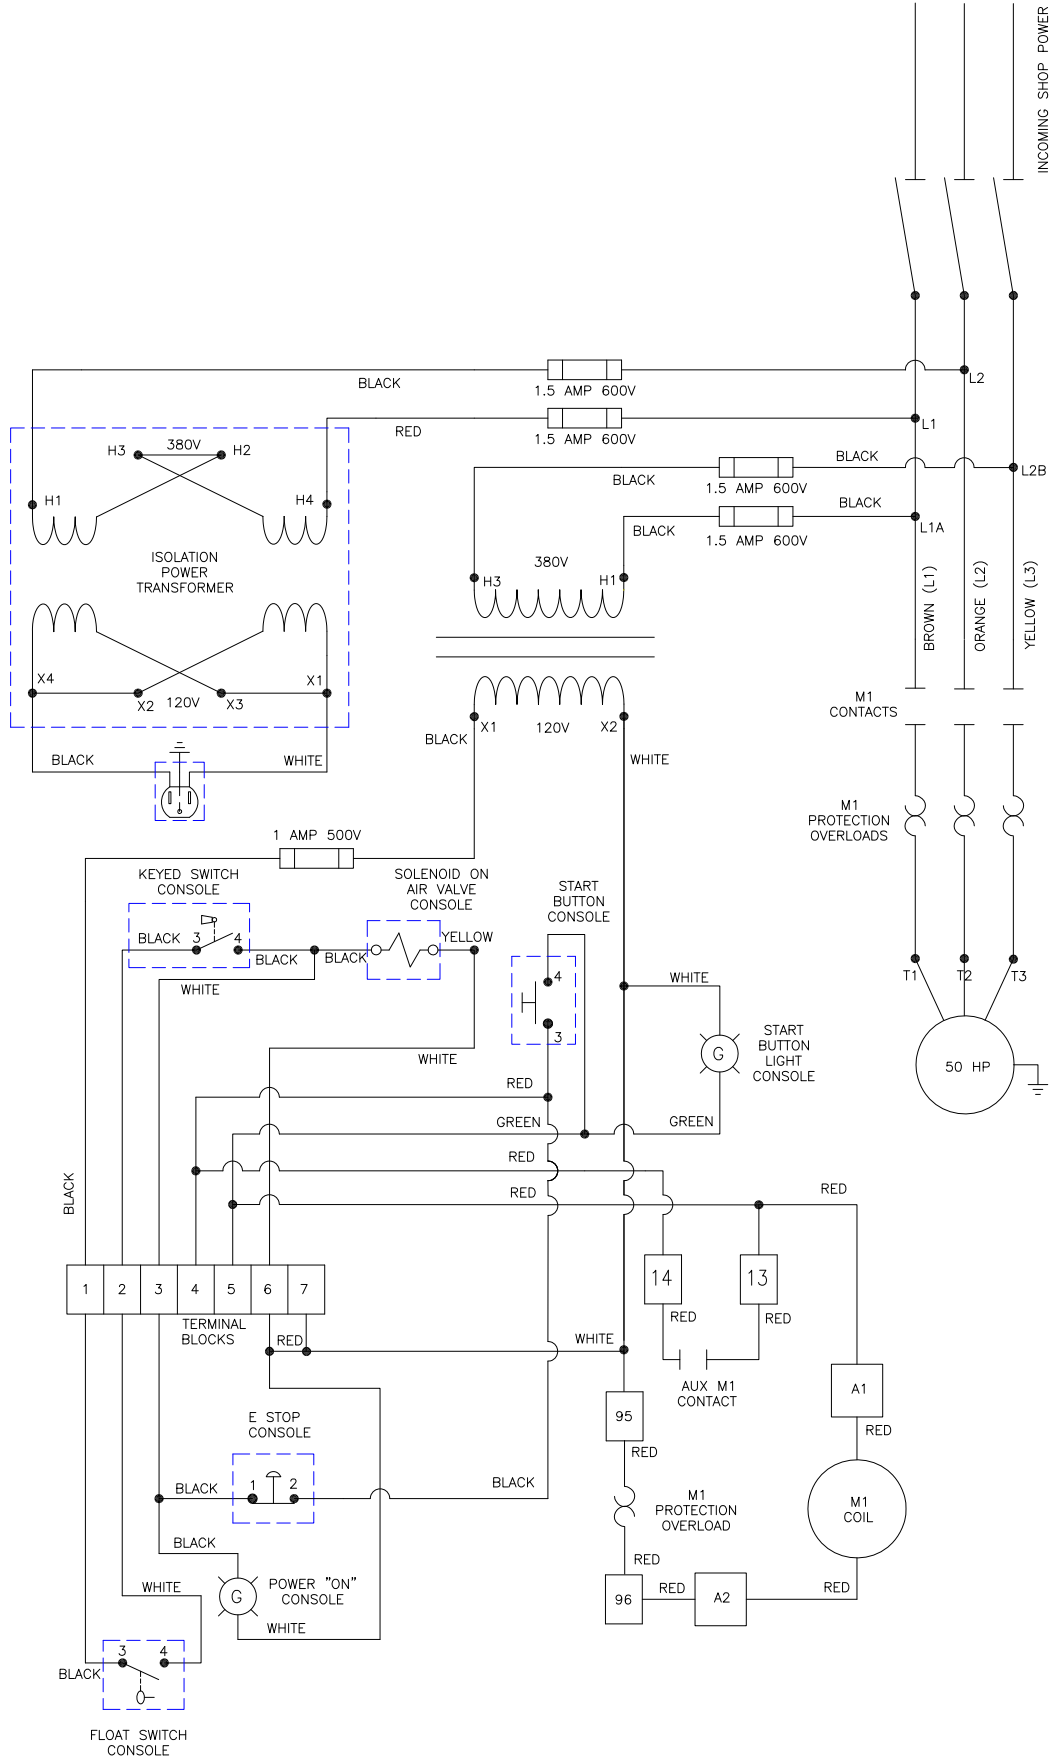 INCOMING SHOP POWER
BLACK
1.5 AMP 600V
L2
RED
1.5 AMP 600V
L1
BLACK
BLACK
1.5 AMP 600V
L2B
BLACK
BLACK
1.5 AMP 600V
L1A
H3
380V
H2
H1
H4
ISOLATION
POWER
TRANSFORMER
X4
X1
X2
120V
X3
BLACK
WHITE
380V
H3
H1
X1
120V
X2
BLACK
WHITE
BROWN (L1)
ORANGE (L2)
YELLOW (L3)
M1
CONTACTS
M1
PROTECTION
OVERLOADS
T1
T2
T3
50 HP
1 AMP 500V
KEYED SWITCH
CONSOLE
BLACK
3
4
BLACK
BLACK
WHITE
SOLENOID ON
AIR VALVE
CONSOLE
YELLOW
WHITE
START
BUTTON
CONSOLE
4
3
WHITE
G
START
BUTTON
LIGHT
CONSOLE
RED
GREEN
GREEN
RED
RED
RED
BLACK
1
2
3
4
5
6
7
TERMINAL
BLOCKS
RED
WHITE
14
13
RED
RED
AUX M1
CONTACT
A1
RED
M1
COIL
95
RED
M1
PROTECTION
OVERLOAD
RED
96
RED
A2
RED
E STOP
CONSOLE
BLACK
1
2
BLACK
BLACK
G
POWER "ON"
CONSOLE
WHITE
WHITE
3
4
BLACK
FLOAT SWITCH
CONSOLE